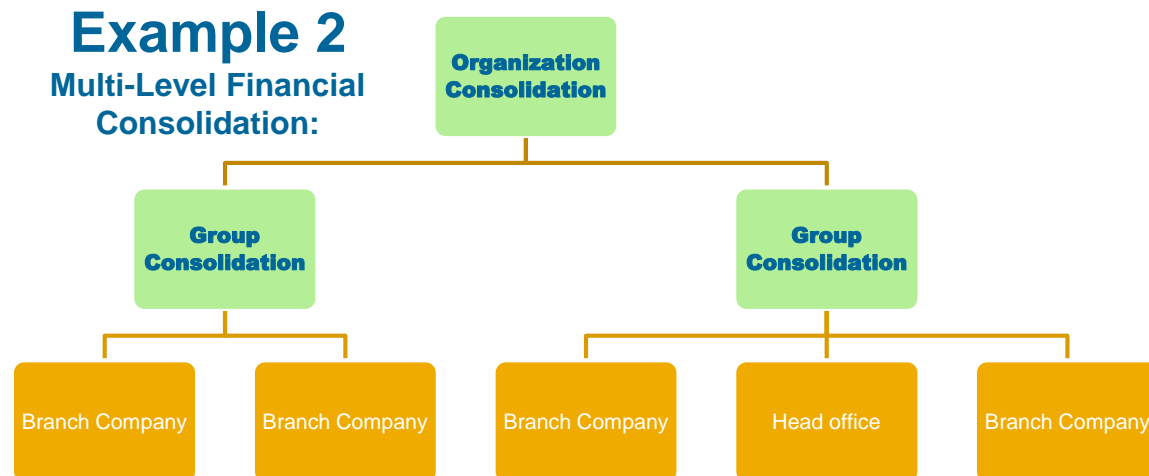 Example 2
Multi-Level Financial
Consolidation:
Organization
Consolidation
Group
Consolidation
Group
Consolidation
Branch Company
Branch Company
Branch Company
Head office
Branch Company